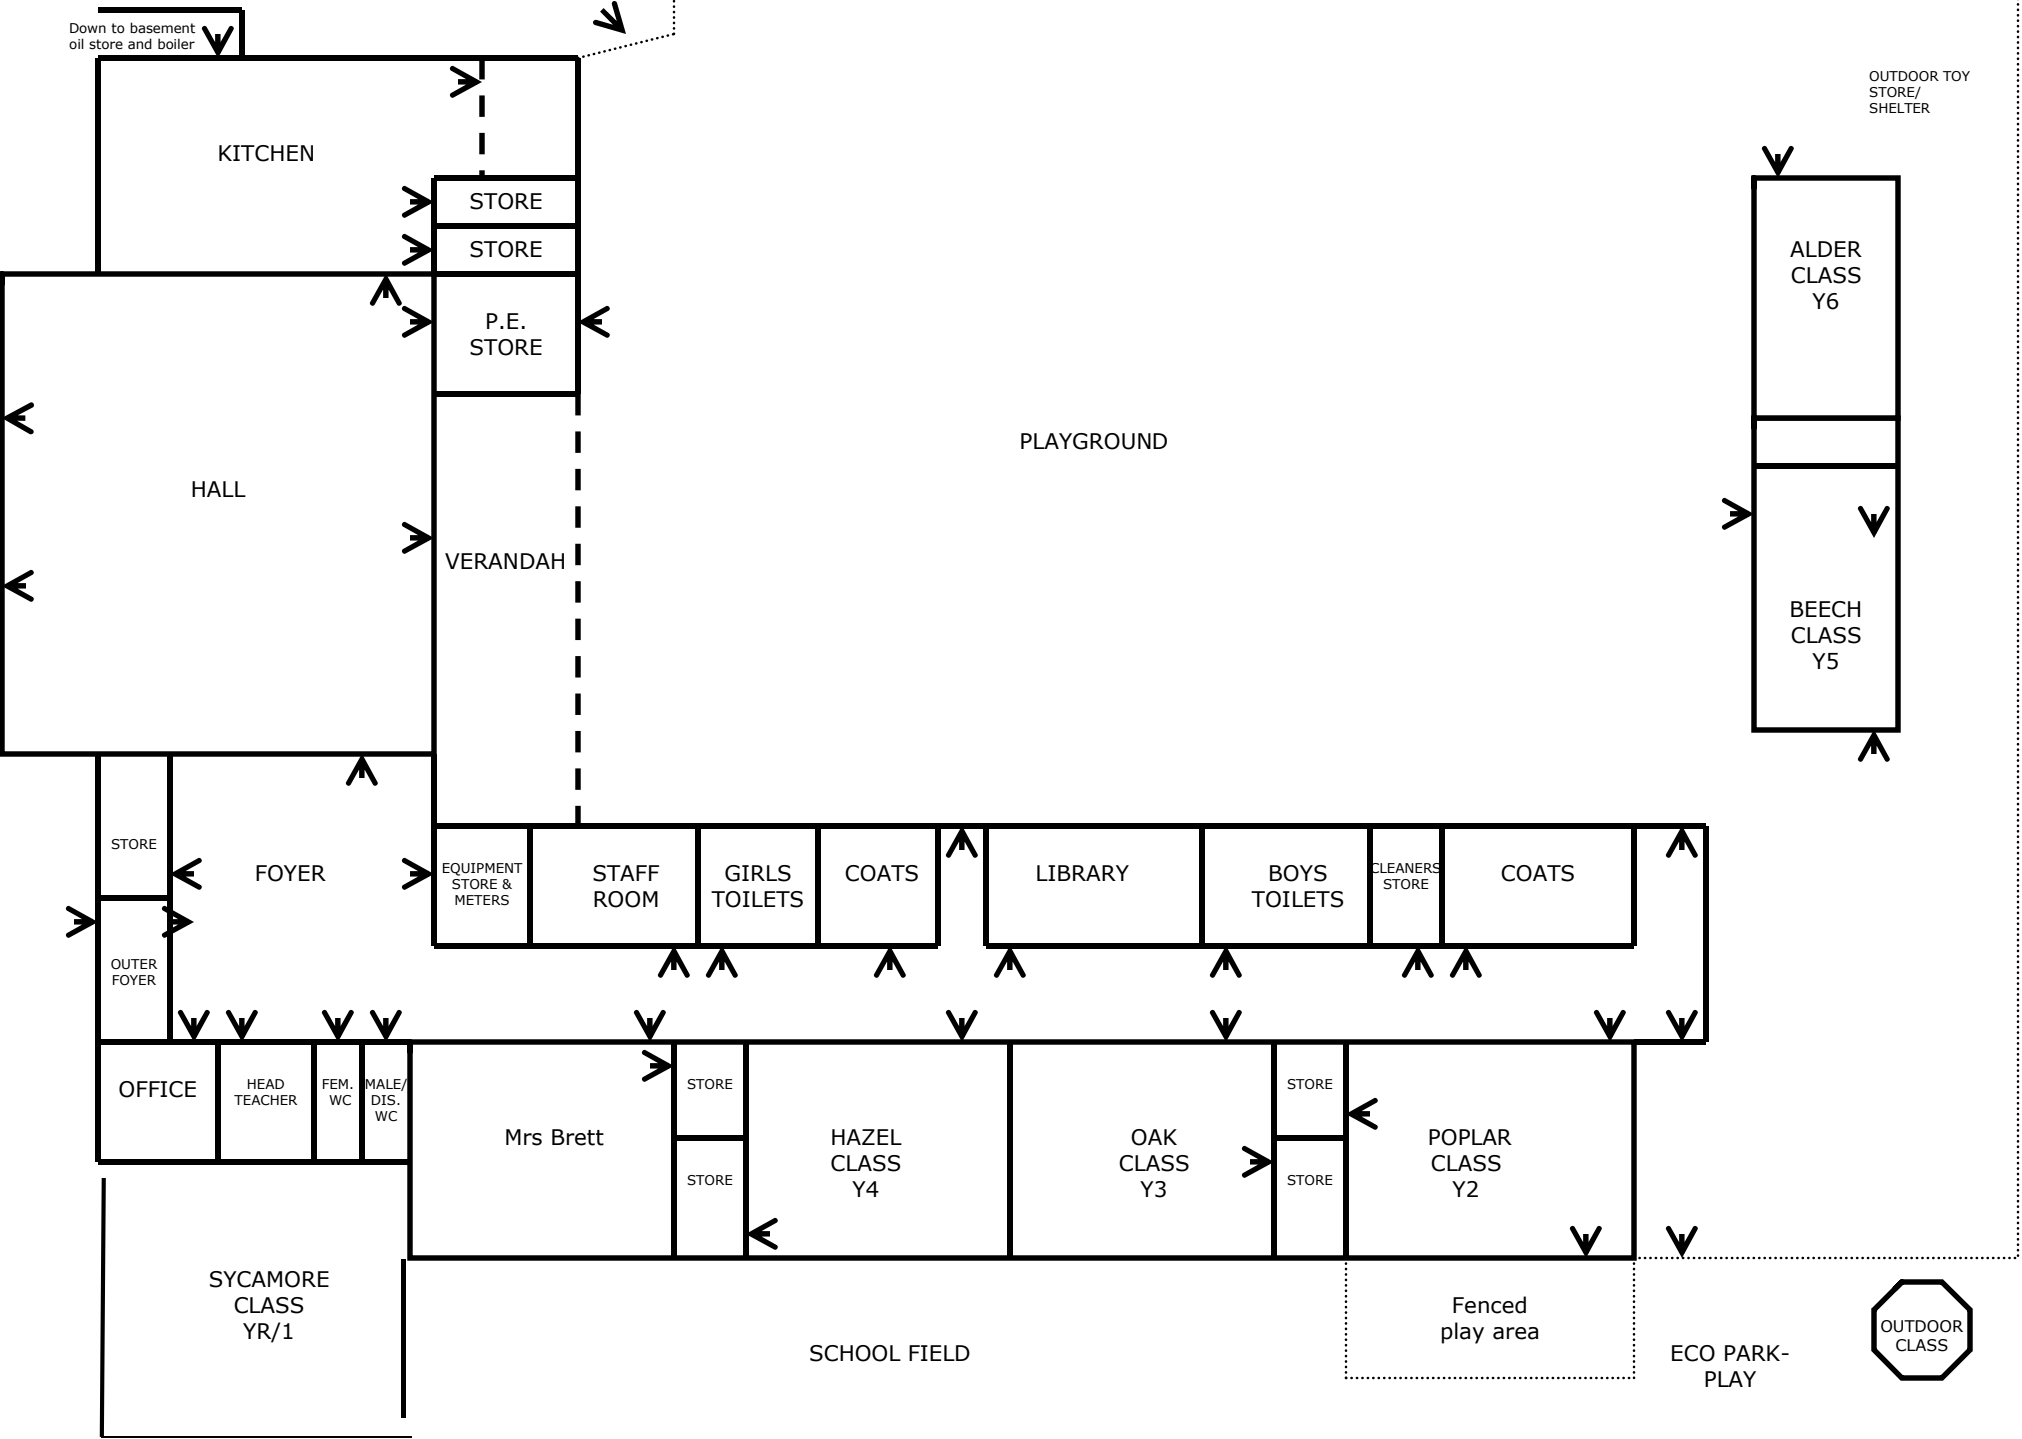 Down to basement
oil store and boiler
OUTDOOR TOY
STORE/
SHELTER
KITCHEN
STORE
STORE
P.E.
STORE
ALDER
CLASS
Y6
PLAYGROUND
HALL
VERANDAH
BEECH
CLASS
Y5
STORE
FOYER
EQUIPMENT
STORE &
METERS
STAFF
ROOM
GIRLS
TOILETS
COATS
LIBRARY
BOYS
TOILETS
CLEANERS
STORE
COATS
OUTER
FOYER
OFFICE
HEAD
TEACHER
FEM.
WC
MALE/
DIS.
WC
Mrs Brett
STORE
STORE
HAZEL
CLASS
Y4
OAK
CLASS
Y3
STORE
STORE
POPLAR
CLASS
Y2
SYCAMORE
CLASS
YR/1
SCHOOL FIELD
Fenced
play area
ECO PARK-
PLAY
OUTDOOR
CLASS